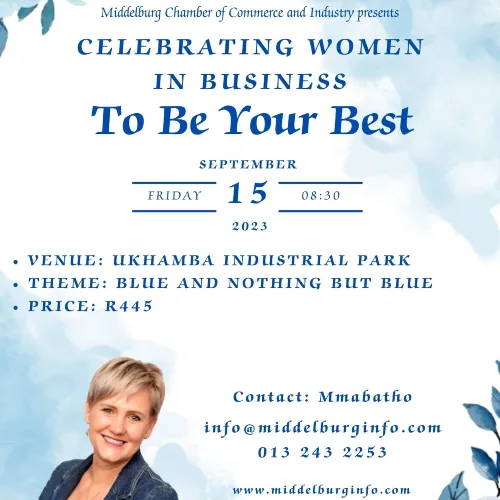 Middelburg Chamber of Commerce and Industry presents
CELEBRATING WOMEN
IN BUSINESS
To Be Your Best
SEPTEMBER
FRIDAY 15 08:30
2023
• VENUE: UKHAMBA INDUSTRIAL PARK
• THEME: BLUE AND NOTHING BUT BLUE
• PRICE: R445
Contact: Mmabatho
info@middelburginfo.com
013 243 2253
www.middelburginfo.com